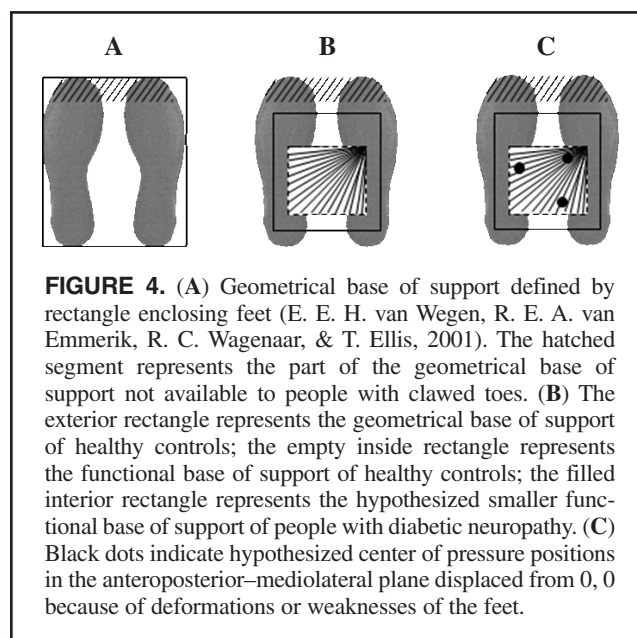 A B C
FIGURE 4. (A) Geometrical base of support defined by
rectangle enclosing feet (E. E. H. van Wegen, R. E. A. van
Emmerik, R. C. Wagenaar, & T. Ellis, 2001). The hatched
segment represents the part of the geometrical base of
support not available to people with clawed toes. (B) The
exterior rectangle represents the geometrical base of support
of healthy controls; the empty inside rectangle represents
the functional base of support of healthy controls; the filled
interior rectangle represents the hypothesized smaller func-
tional base of support of people with diabetic neuropathy. (C)
Black dots indicate hypothesized center of pressure positions
in the anteroposterior–mediolateral plane displaced from 0, 0
because of deformations or weaknesses of the feet.